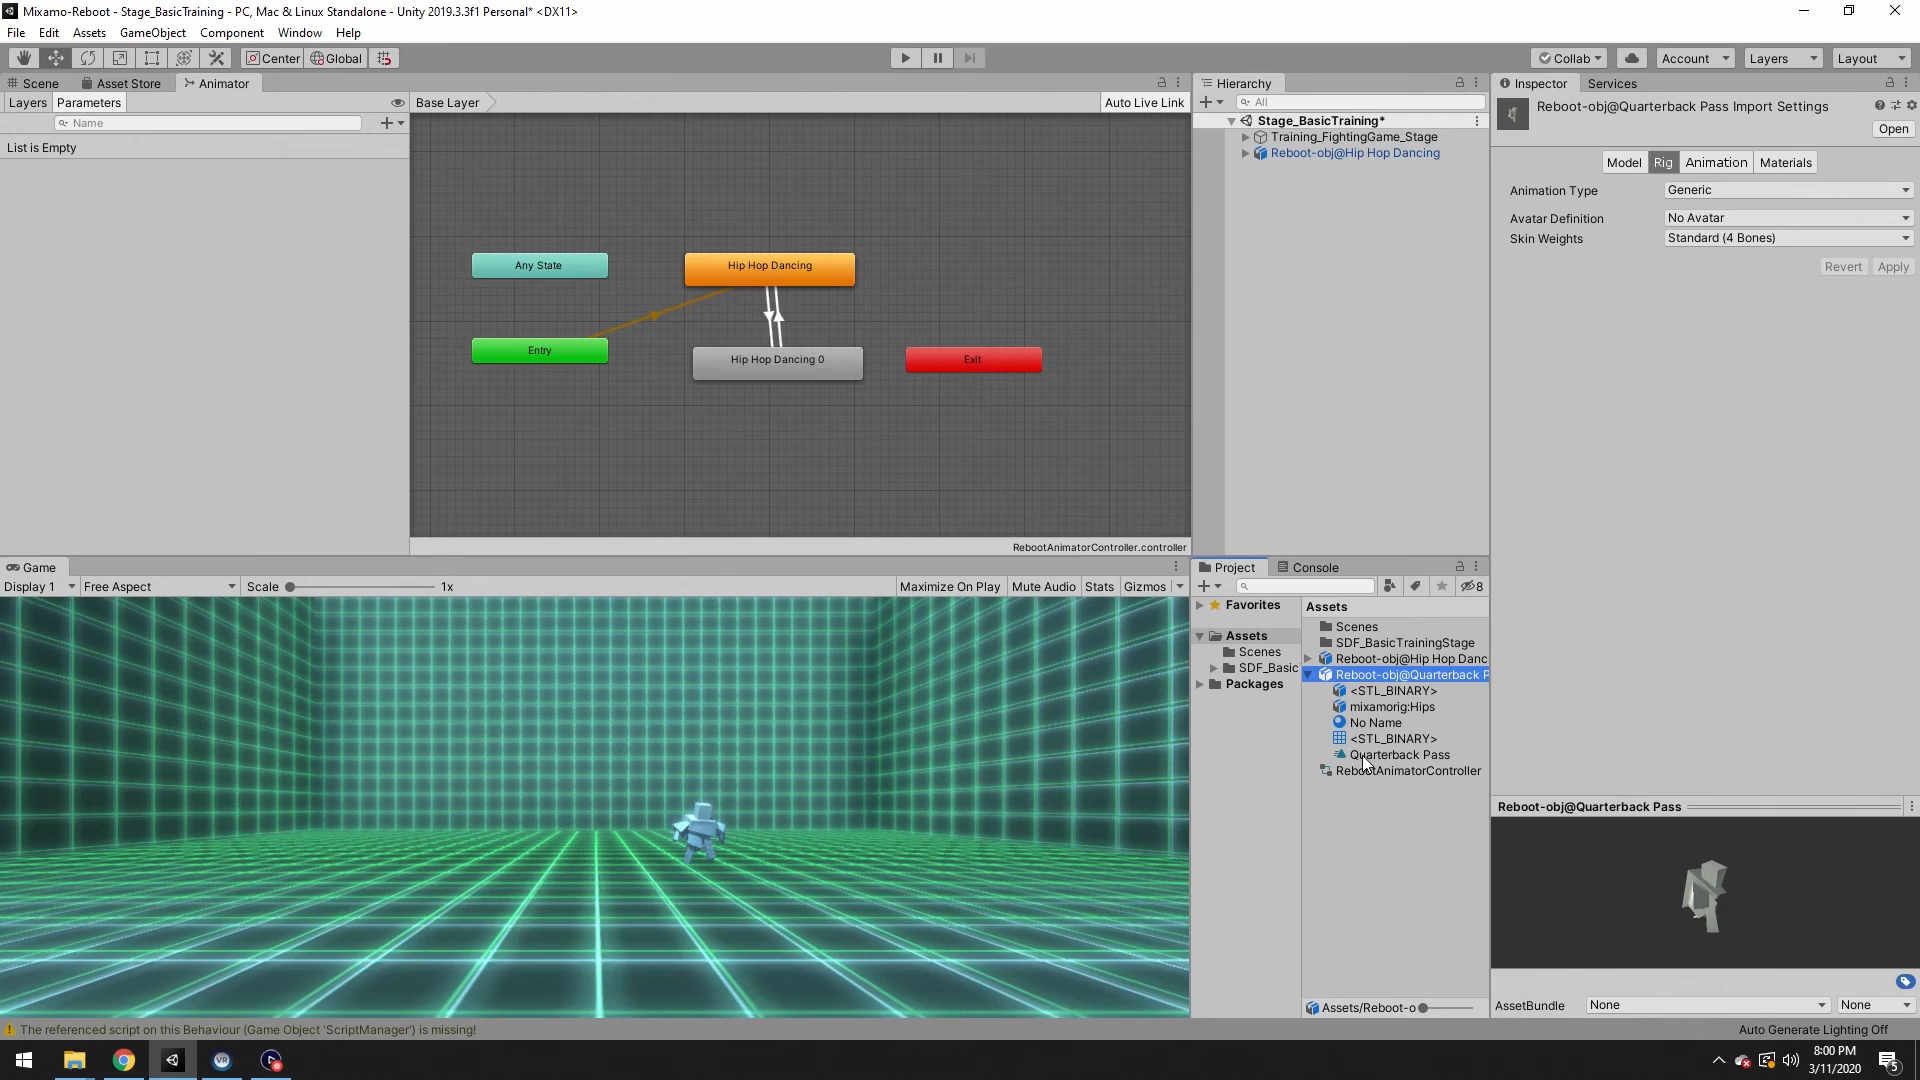 Mixamo-Reboot - Stage_BasicTraining - PC, Mac & Linux Standalone - Unity 2019.3.3f1 Personal* <DX11>
File Edit Assets GameObject Component Window Help
Center Global Collab Account Layers Layout
Scene Asset Store Animator
Layers Parameters
Name
List is Empty
Base Layer Auto Live Link
Any State
Hip Hop Dancing
Entry
Hip Hop Dancing 0
Exit
RebootAnimatorController.controller
Hierarchy
All
Stage_BasicTraining*
Training_FightingGame_Stage
Reboot-obj@Hip Hop Dancing
Inspector Services
Reboot-obj@Quarterback Pass Import Settings
Open
Model Rig Animation Materials
Animation Type Generic
Avatar Definition No Avatar
Skin Weights Standard (4 Bones)
Revert Apply
Game
Display 1 Free Aspect Scale 1x Maximize On Play Mute Audio Stats Gizmos
Project Console
8
Favorites
Assets
Scenes
SDF_Basic
Packages
Assets
Scenes
SDF_BasicTrainingStage
Reboot-obj@Hip Hop Danc
Reboot-obj@Quarterback P
<STL_BINARY>
mixamorig:Hips
No Name
<STL_BINARY>
Quarterback Pass
RebootAnimatorController
Assets/Reboot-o
Reboot-obj@Quarterback Pass
AssetBundle None None
The referenced script on this Behaviour (Game Object 'ScriptManager') is missing!
Auto Generate Lighting Off
VR
8:00 PM
3/11/2020
5